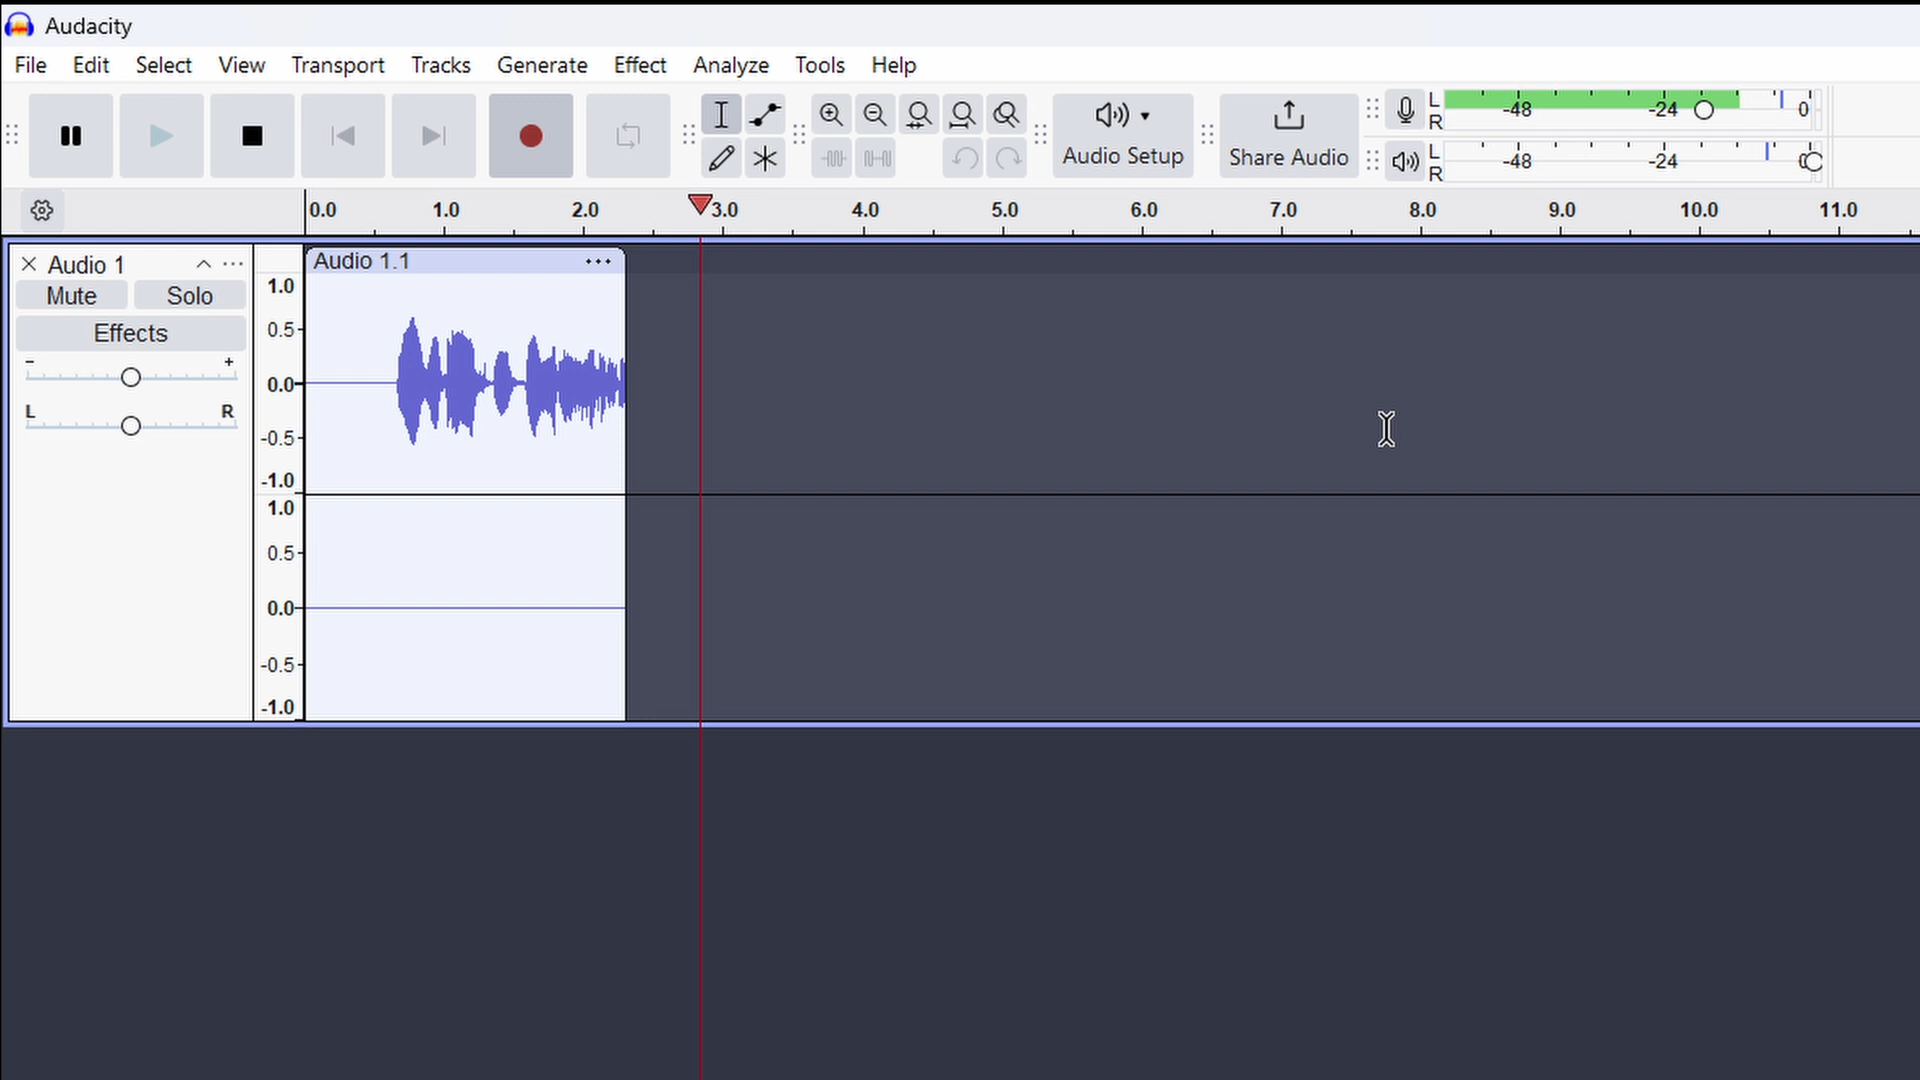 Audacity
File Edit Select View Transport Tracks Generate Effect Analyze Tools Help
L -48 -24 0
R
Audio Setup Share Audio
L -48 -24 0
R
0.0 1.0 2.0 3.0 4.0 5.0 6.0 7.0 8.0 9.0 10.0 11.0
Audio 1
Audio 1.1
Mute Solo
Effects
- +
L R
1.0
0.5
0.0
-0.5
-1.0
1.0
0.5
0.0
-0.5
-1.0